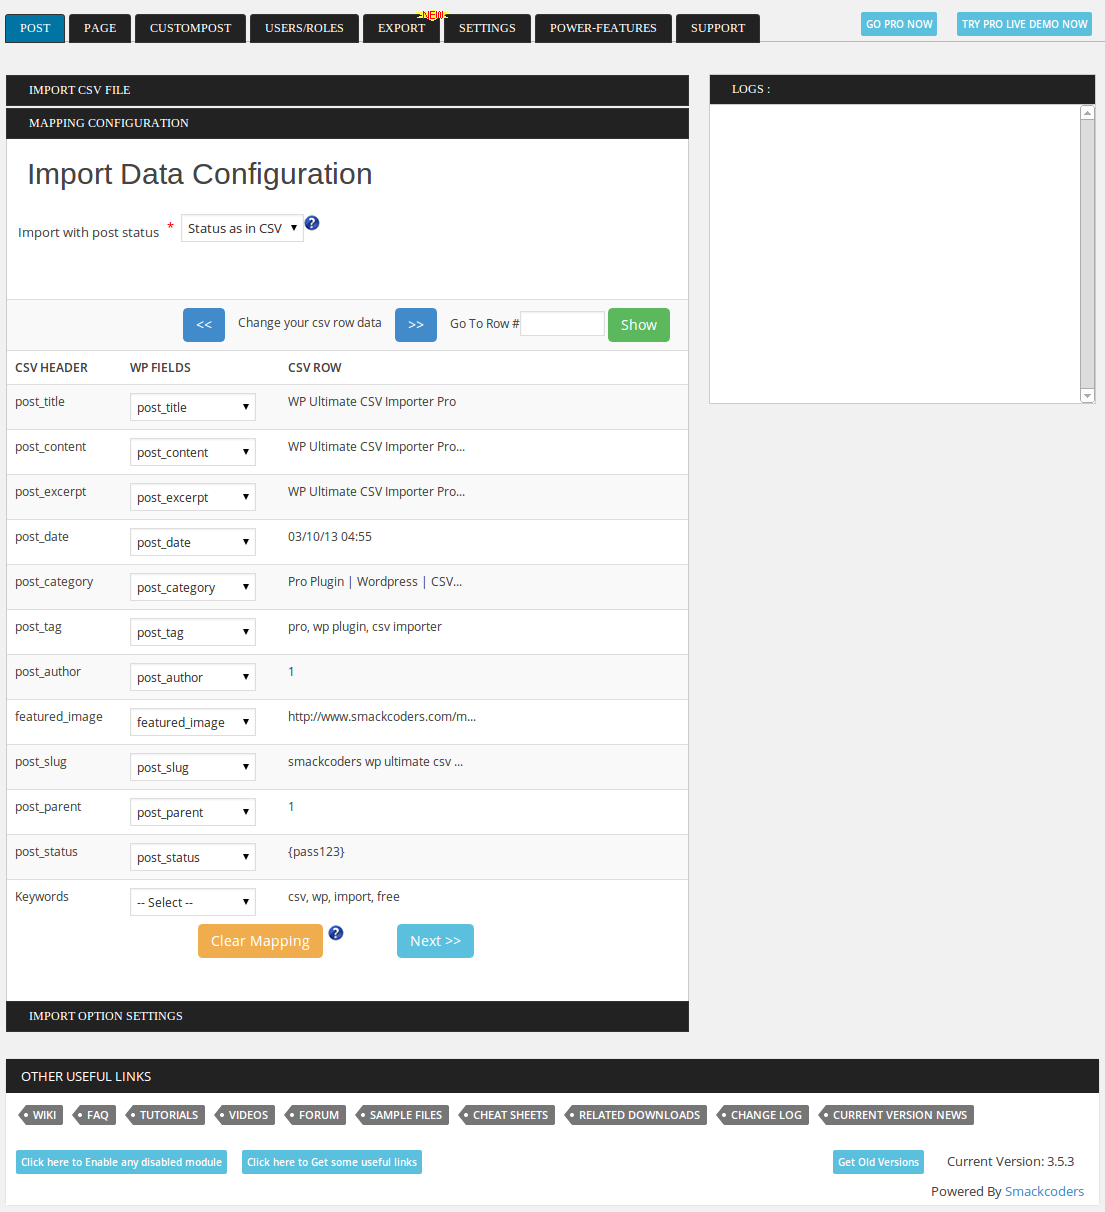 NEW
POST PAGE CUSTOMPOST USERS/ROLES EXPORT SETTINGS POWER-FEATURES SUPPORT GO PRO NOW TRY PRO LIVE DEMO NOW
IMPORT CSV FILE
LOGS :
MAPPING CONFIGURATION
Import Data Configuration
Import with post status * Status as in CSV ?
<< Change your csv row data >> Go To Row # Show
CSV HEADER WP FIELDS CSV ROW
post_title post_title WP Ultimate CSV Importer Pro
post_content post_content WP Ultimate CSV Importer Pro...
post_excerpt post_excerpt WP Ultimate CSV Importer Pro...
post_date post_date 03/10/13 04:55
post_category post_category Pro Plugin | Wordpress | CSV...
post_tag post_tag pro, wp plugin, csv importer
post_author post_author 1
featured_image featured_image http://www.smackcoders.com/m...
post_slug post_slug smackcoders wp ultimate csv ...
post_parent post_parent 1
post_status post_status {pass123}
Keywords -- Select -- csv, wp, import, free
Clear Mapping ? Next >>
IMPORT OPTION SETTINGS
OTHER USEFUL LINKS
WIKI FAQ TUTORIALS VIDEOS FORUM SAMPLE FILES CHEAT SHEETS RELATED DOWNLOADS CHANGE LOG CURRENT VERSION NEWS
Click here to Enable any disabled module Click here to Get some useful links Get Old Versions Current Version: 3.5.3
Powered By Smackcoders